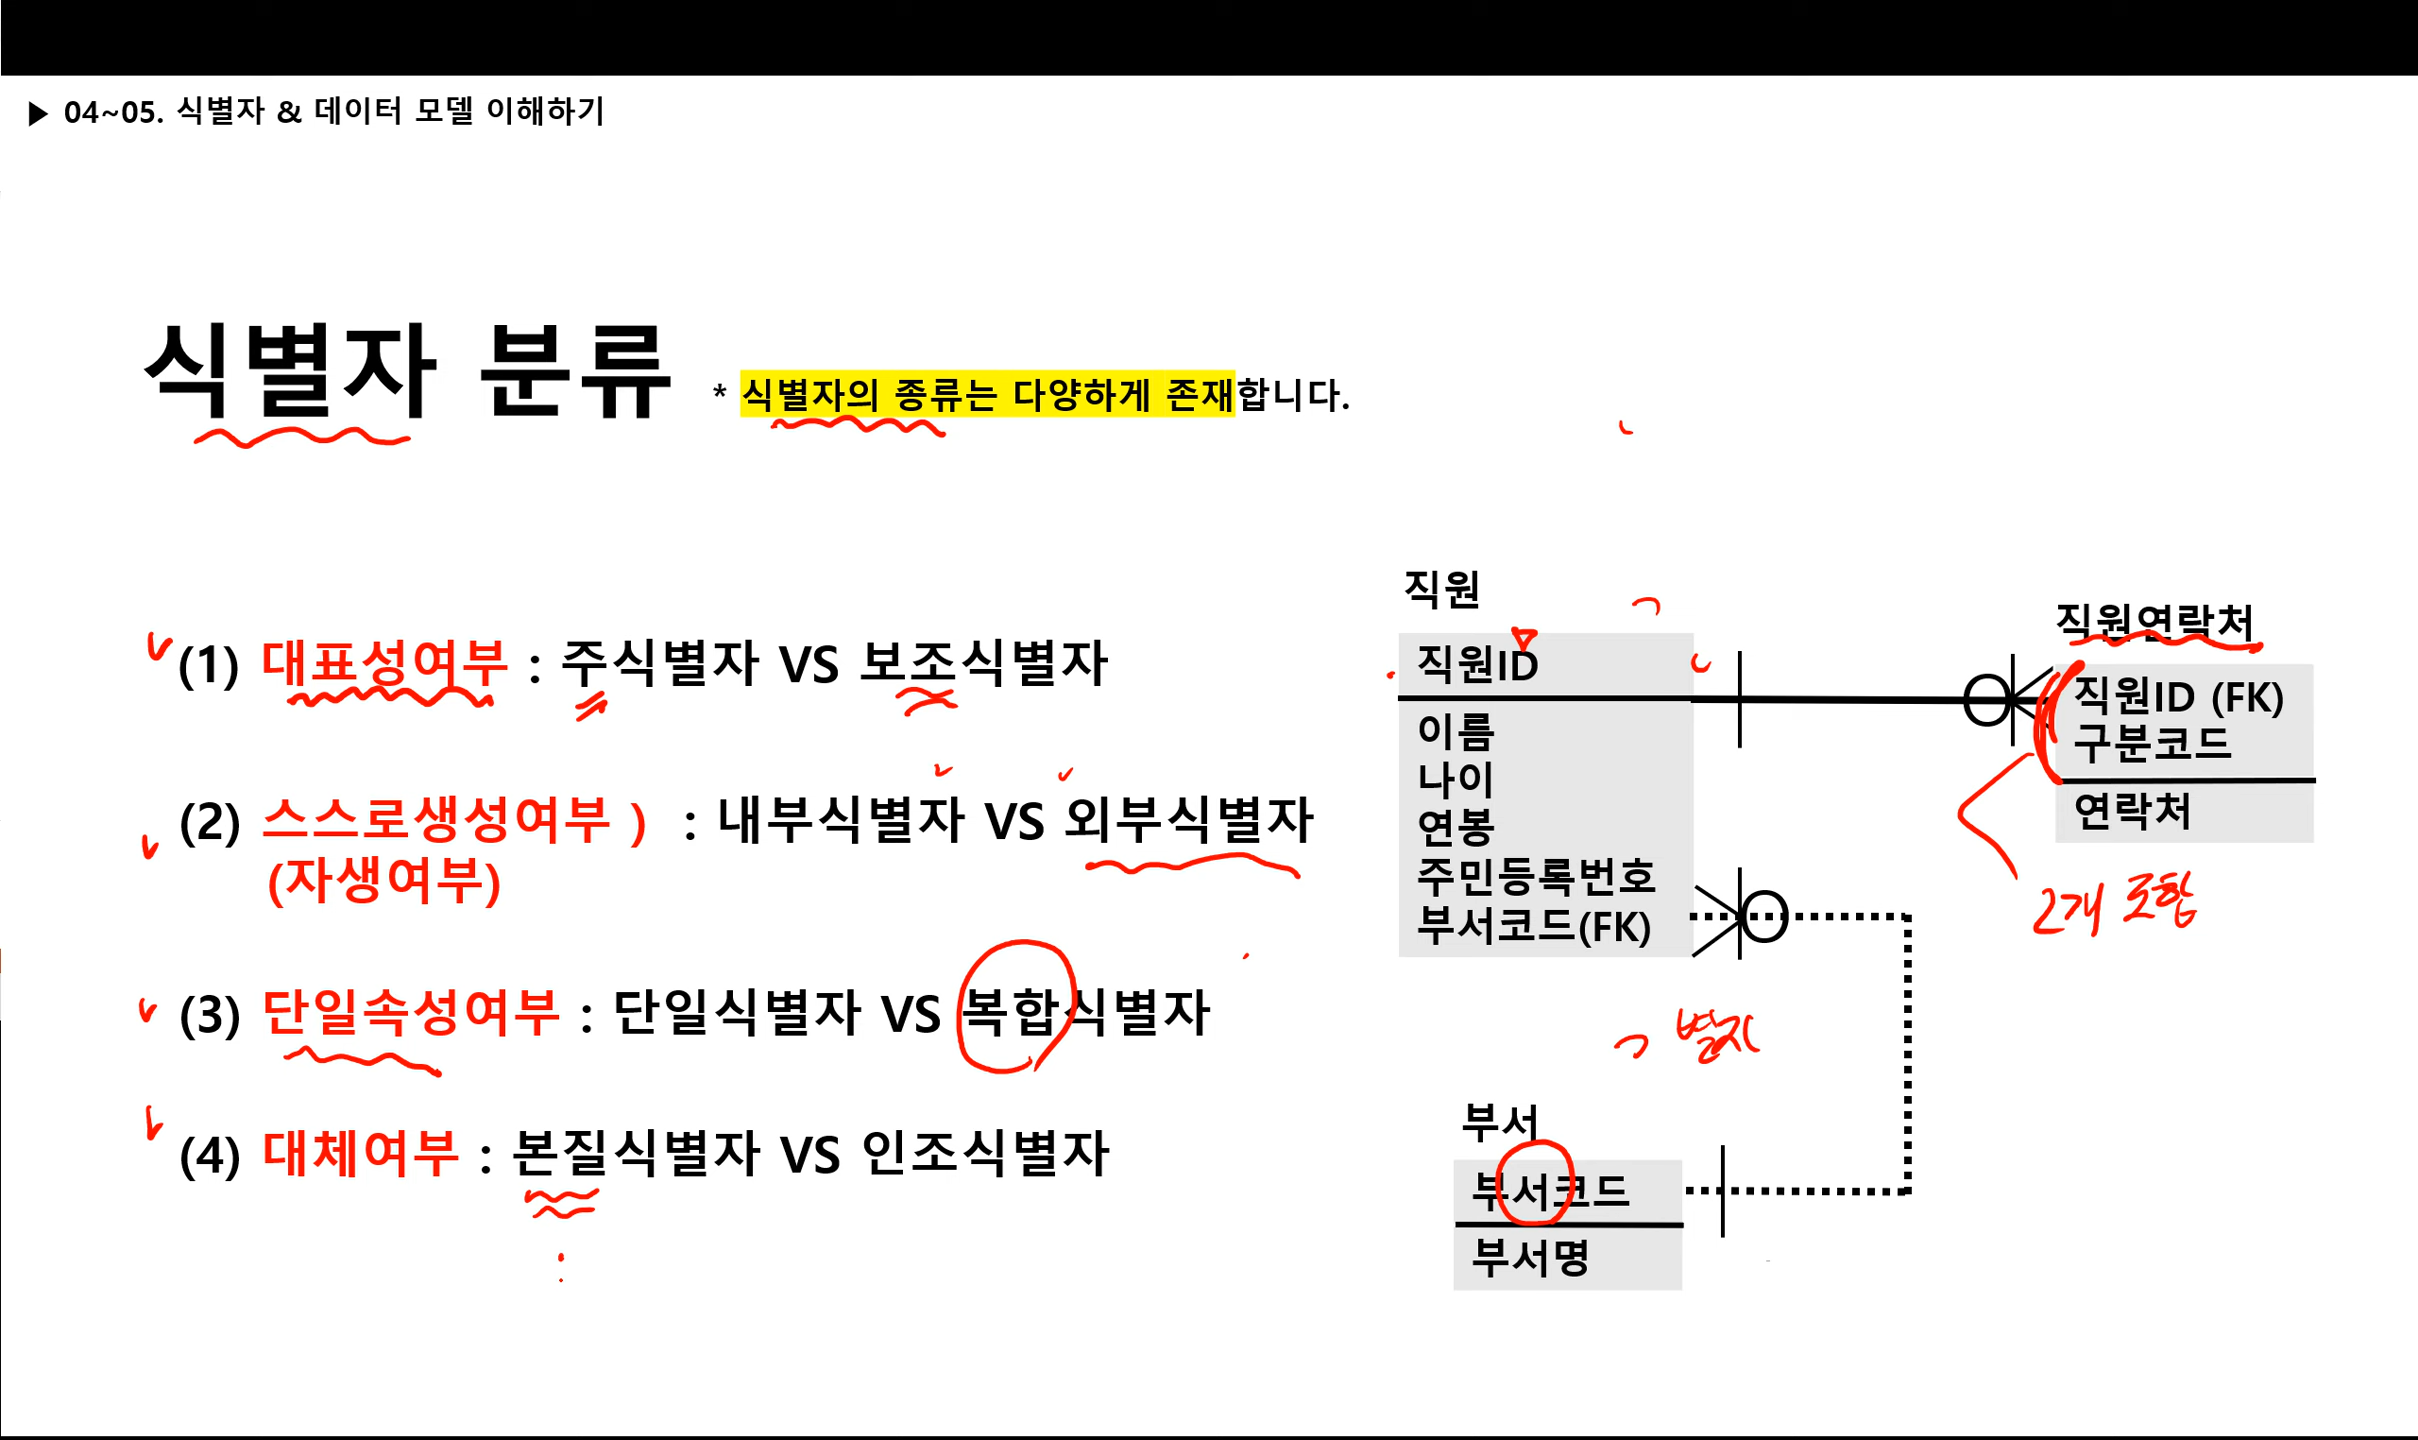 ▶ 04~05. 식별자 & 데이터 모델 이해하기
식별자 분류 * 식별자의 종류는 다양하게 존재합니다.
(1) 대표성여부 : 주식별자 VS 보조식별자
(2) 스스로생성여부 ) : 내부식별자 VS 외부식별자
(자생여부)
(3) 단일속성여부 : 단일식별자 VS 복합식별자
(4) 대체여부 : 본질식별자 VS 인조식별자
직원
직원ID
이름
나이
연봉
주민등록번호
부서코드(FK)
직원연락처
직원ID (FK)
구분코드
연락처
2개
부서
부서코드
부서명